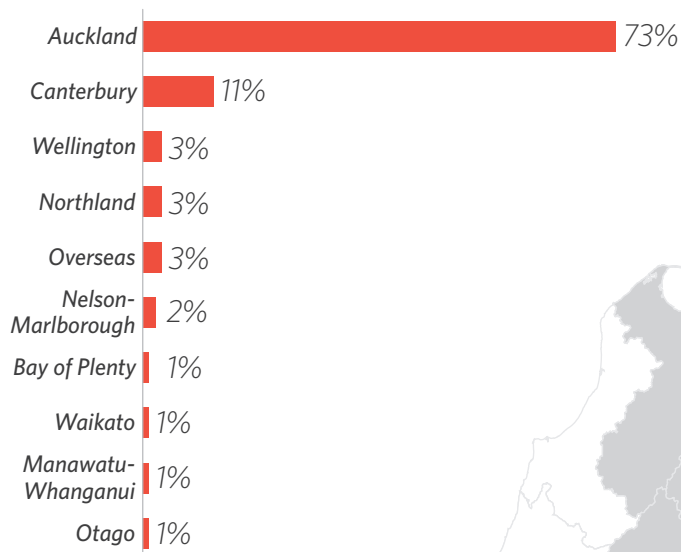 Auckland 73%
Canterbury 11%
Wellington 3%
Northland 3%
Overseas 3%
Nelson-
Marlborough 2%
Bay of Plenty 1%
Waikato 1%
Manawatu-
Whanganui 1%
Otago 1%